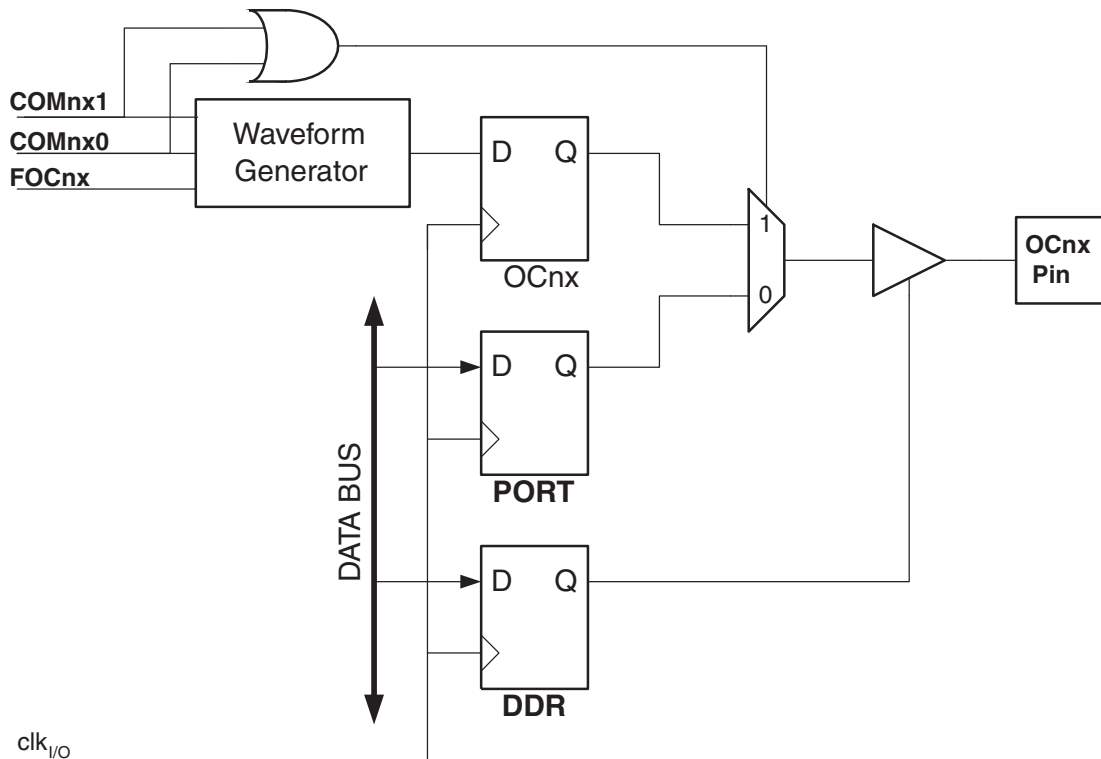 COMnx1
COMnx0
FOCnx
Waveform
Generator
D Q
OCnx
1
0
OCnx
Pin
D Q
PORT
DATA BUS
D Q
DDR
clkI/O